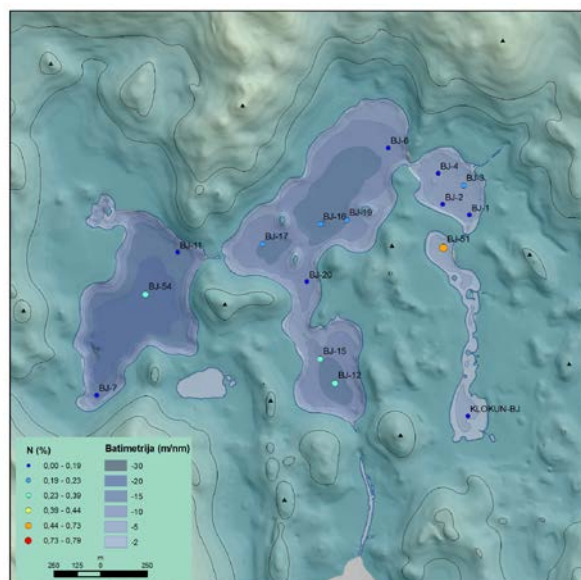 BJ-6
BJ-4
BJ-3
BJ-2
BJ-1
BJ-18
BJ-19
BJ-17
BJ-51
BJ-11
BJ-20
BJ-54
BJ-15
BJ-12
BJ-7
KLOKUN-BJ
N (%) Batimetrija (m/nm)
0,00 - 0,19 -30
0,19 - 0,23 -20
0,23 - 0,39 -15
0,39 - 0,44 -10
0,44 - 0,73 -5
0,73 - 0,79 -2
m
250 125 0 250